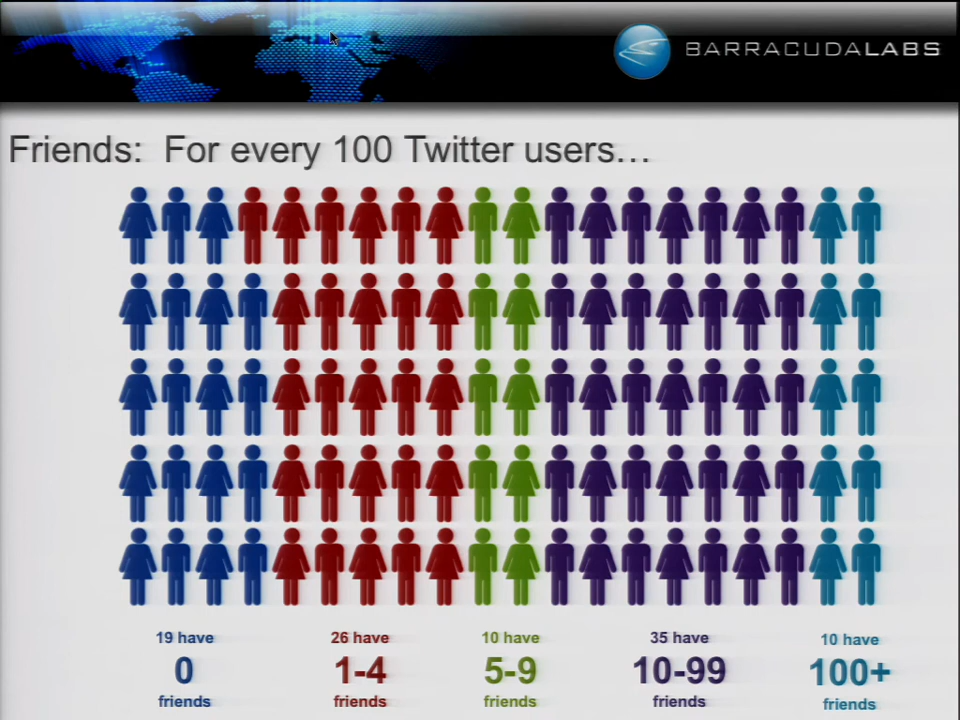 BARRACUDALABS
Friends: For every 100 Twitter users...
19 have
0
friends
26 have
1-4
friends
10 have
5-9
friends
35 have
10-99
friends
10 have
100+
friends